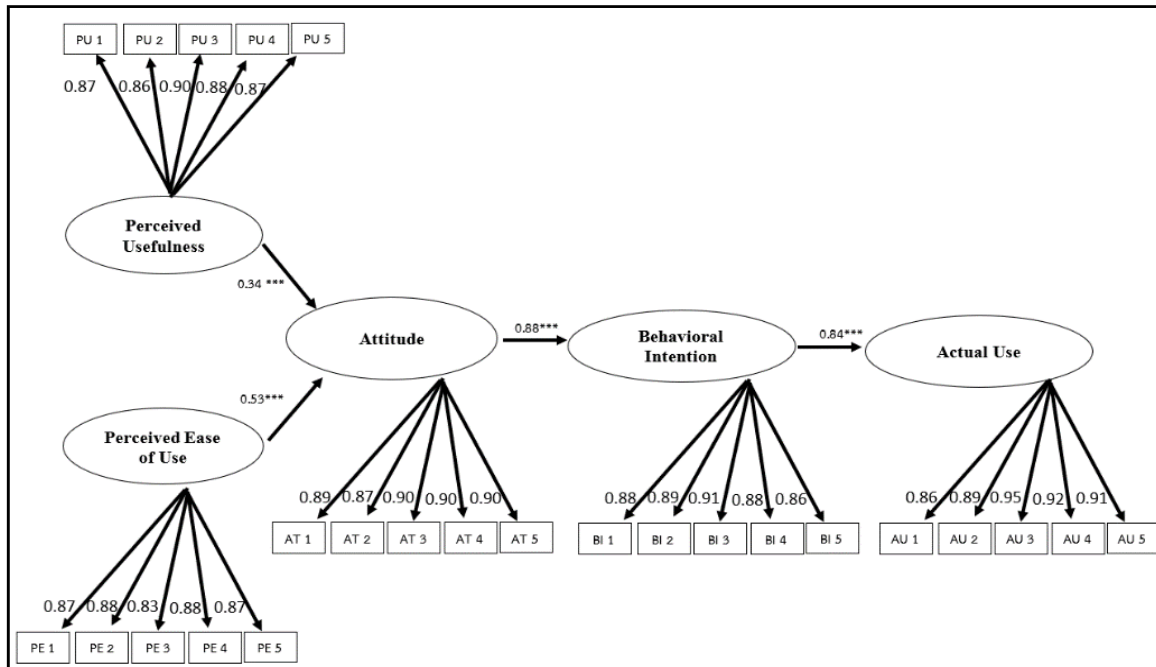 PU 1 PU 2 PU 3 PU 4 PU 5
0.87 0.86 0.90 0.88 0.87
Perceived
Usefulness
0.34 ***
Attitude
0.88***
Behavioral
Intention
0.84***
Actual Use
0.53***
Perceived Ease
of Use
0.89 0.87 0.90 0.90 0.90
AT 1 AT 2 AT 3 AT 4 AT 5
0.88 0.89 0.91 0.88 0.86
BI 1 BI 2 BI 3 BI 4 BI 5
0.86 0.89 0.95 0.92 0.91
AU 1 AU 2 AU 3 AU 4 AU 5
0.87 0.88 0.83 0.88 0.87
PE 1 PE 2 PE 3 PE 4 PE 5